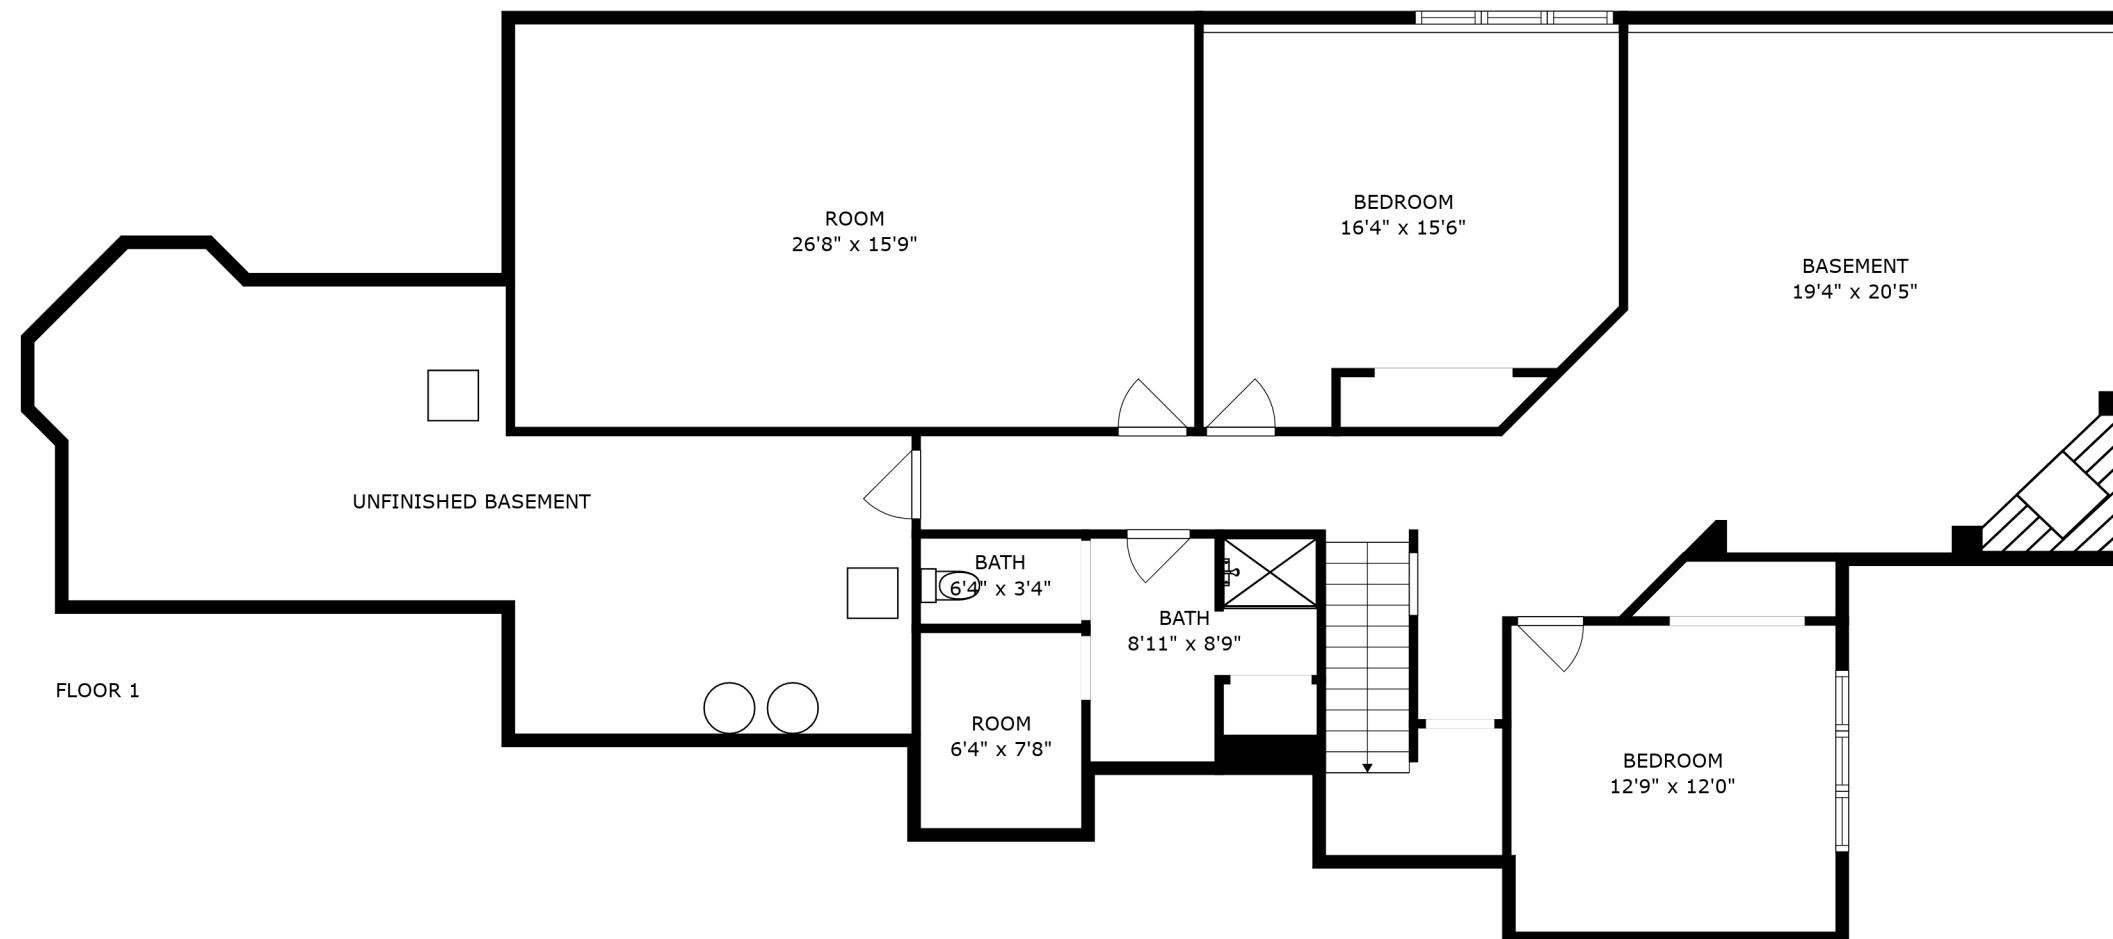 ROOM
26'8" x 15'9"
BEDROOM
16'4" x 15'6"
BASEMENT
19'4" x 20'5"
UNFINISHED BASEMENT
BATH
6'4" x 3'4"
BATH
8'11" x 8'9"
FLOOR 1
ROOM
6'4" x 7'8"
BEDROOM
12'9" x 12'0"